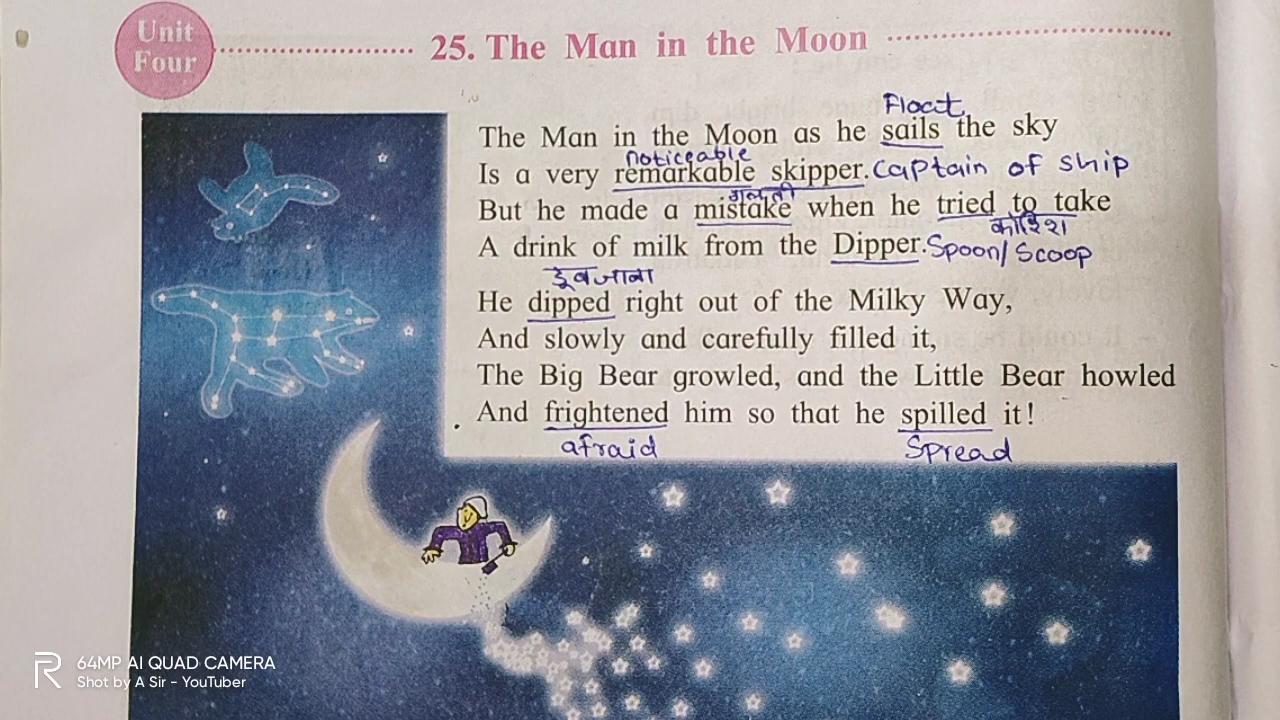 Unit
Four
25. The Man in the Moon
Float
The Man in the Moon as he sails the sky
noticeable
Is a very remarkable skipper. Captain of ship
गलती
But he made a mistake when he tried to take
कोशिश
A drink of milk from the Dipper. Spoon/Scoop
डूब जाना
He dipped right out of the Milky Way,
And slowly and carefully filled it,
The Big Bear growled, and the Little Bear howled
And frightened him so that he spilled it!
afraid Spread
64MP AI QUAD CAMERA
Shot by A Sir - YouTuber